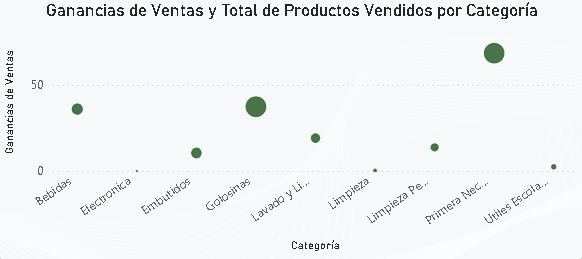 Ganancias de Ventas y Total de Productos Vendidos por Categoría
Ganancias de Ventas
50
0
Bebidas
Electronica
Embutidos
Golosinas
Lavado y Li...
Limpieza
Limpieza Pe...
Primera Nec...
Utiles Escola...
Categoría